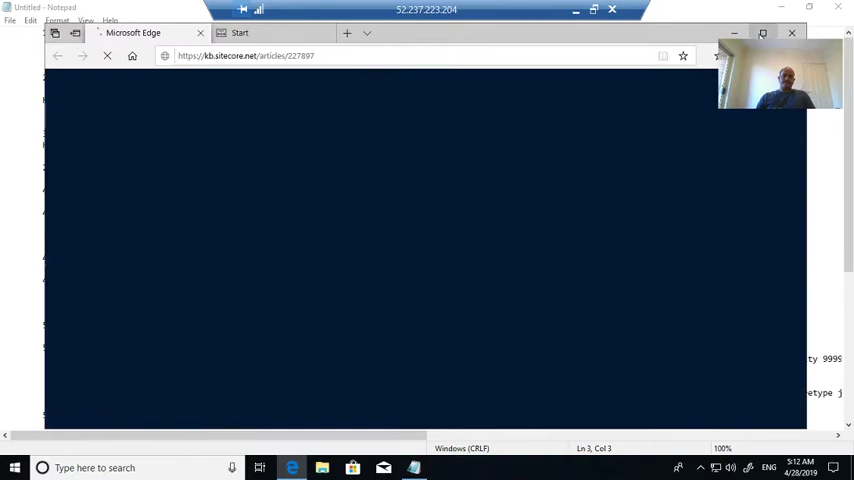 Untitled - Notepad
52.237.223.204
File Edit Format View Help
Microsoft Edge
Start
https://kb.sitecore.net/articles/227897
ty 9999
etype j
Windows (CRLF)
Ln 3, Col 3
100%
Type here to search
ENG
5:12 AM
4/28/2019